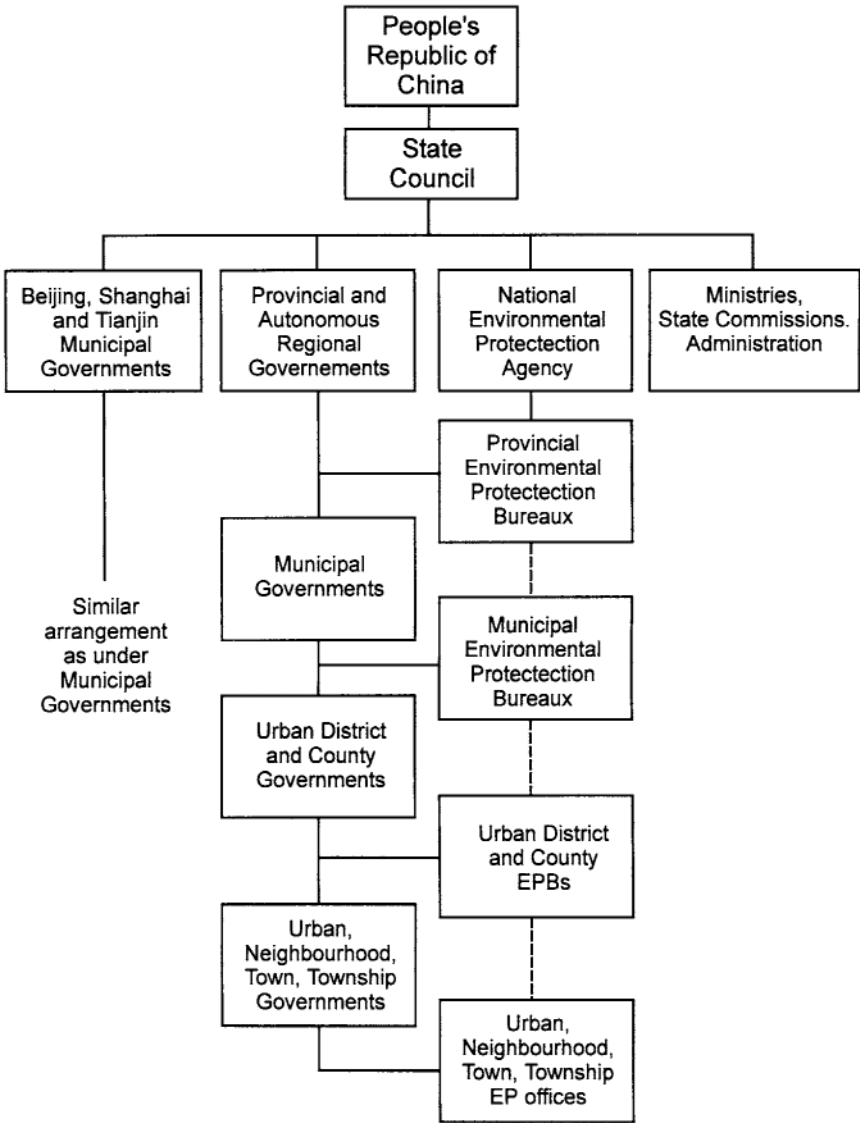 People's
Republic of
China
State
Council
Beijing, Shanghai
and Tianjin
Municipal
Governments
Provincial and
Autonomous
Regional
Governements
National
Environmental
Protectection
Agency
Ministries,
State Commissions.
Administration
Provincial
Environmental
Protectection
Bureaux
Municipal
Governments
Similar
arrangement
as under
Municipal
Governments
Municipal
Environmental
Protectection
Bureaux
Urban District
and County
Governments
Urban District
and County
EPBs
Urban,
Neighbourhood,
Town, Township
Governments
Urban,
Neighbourhood,
Town, Township
EP offices